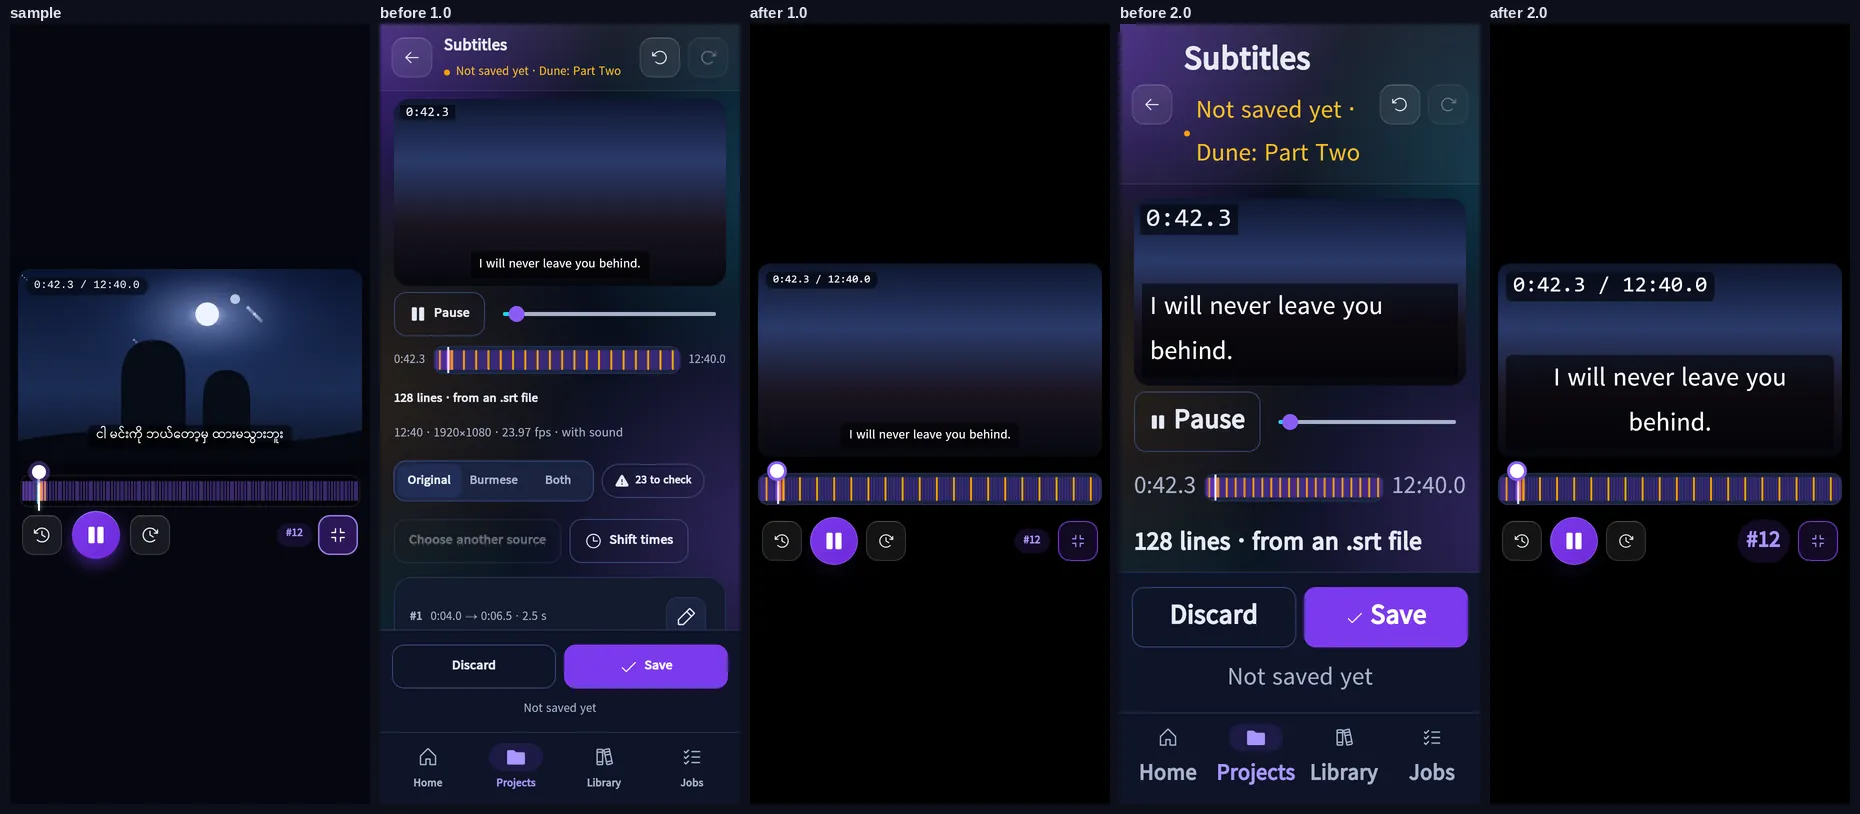 sample
0:42.3 / 12:40.0
ငါ မင်းကို ဘယ်တော့မှ ထားမသွားဘူး
#12
before 1.0
Subtitles
Not saved yet · Dune: Part Two
0:42.3
I will never leave you behind.
Pause
0:42.3
12:40.0
128 lines · from an .srt file
12:40 · 1920×1080 · 23.97 fps · with sound
Original
Burmese
Both
23 to check
Choose another source
Shift times
#1 0:04.0 → 0:06.5 · 2.5 s
Discard
Save
Not saved yet
Home
Projects
Library
Jobs
after 1.0
0:42.3 / 12:40.0
I will never leave you behind.
#12
before 2.0
Subtitles
Not saved yet ·
Dune: Part Two
0:42.3
I will never leave you
behind.
Pause
0:42.3
12:40.0
128 lines · from an .srt file
Discard
Save
Not saved yet
Home
Projects
Library
Jobs
after 2.0
0:42.3 / 12:40.0
I will never leave you
behind.
#12